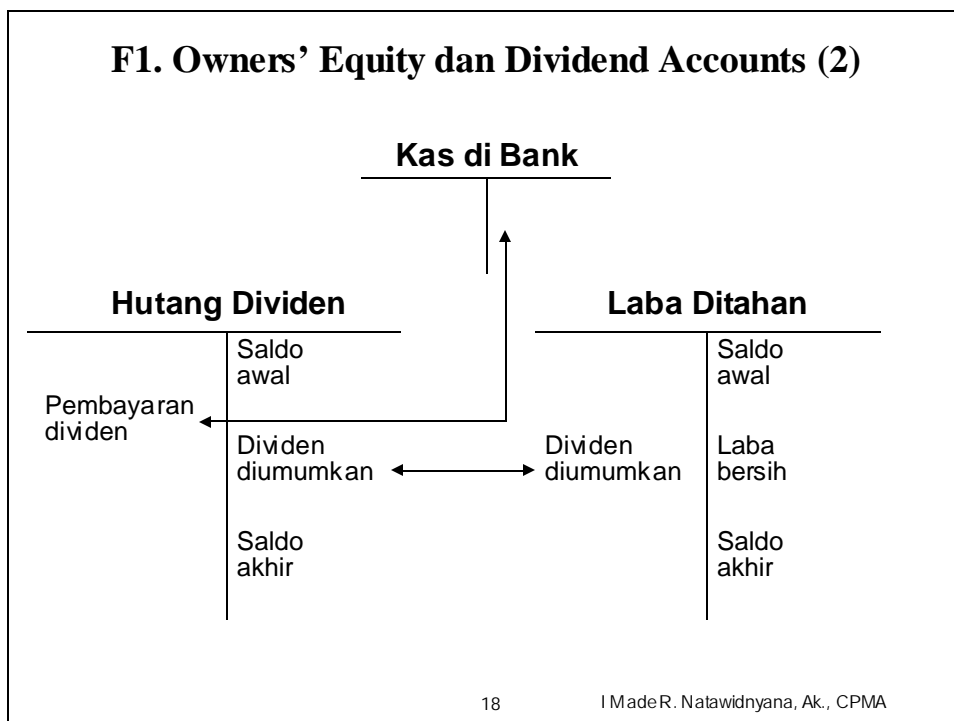 F1. Owners' Equity dan Dividend Accounts (2)
Kas di Bank
Hutang Dividen
Saldo
awal
Pembayaran
dividen
Dividen
diumumkan
Saldo
akhir
Laba Ditahan
Saldo
awal
Dividen
diumumkan
Laba
bersih
Saldo
akhir
18
I Made R. Natawidnyana, Ak., CPMA